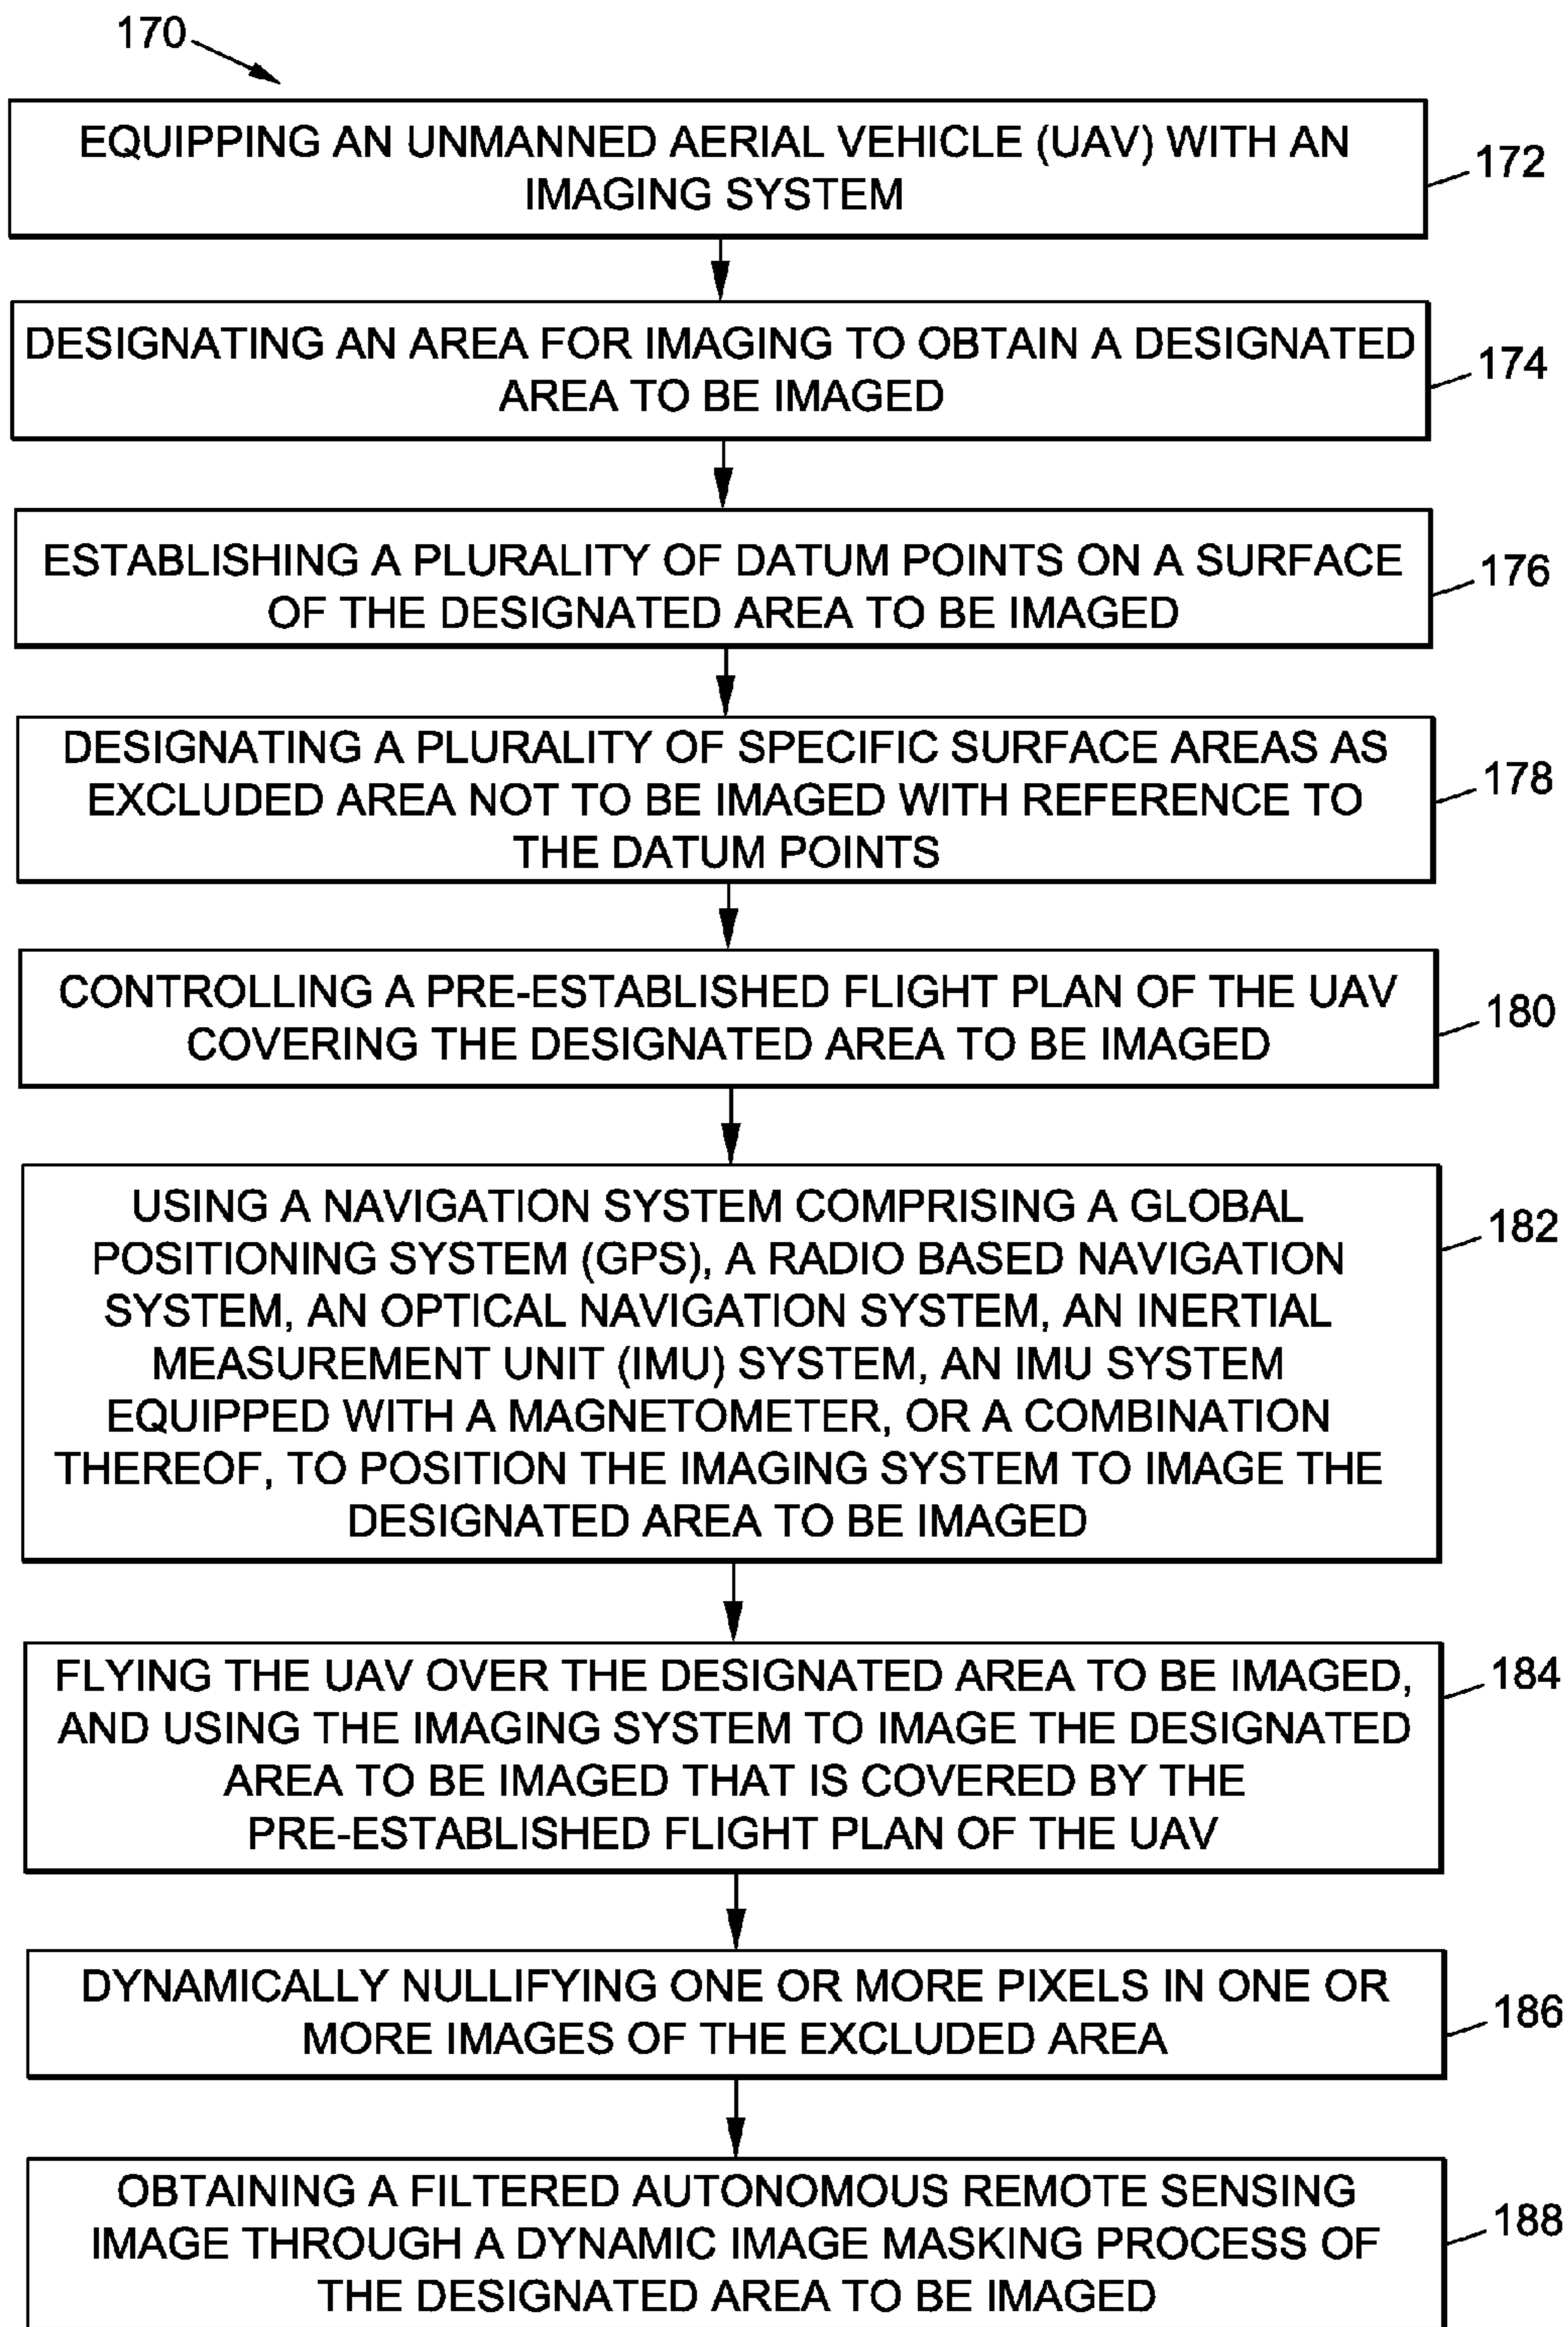 170
EQUIPPING AN UNMANNED AERIAL VEHICLE (UAV) WITH AN
IMAGING SYSTEM
172
DESIGNATING AN AREA FOR IMAGING TO OBTAIN A DESIGNATED
AREA TO BE IMAGED
174
ESTABLISHING A PLURALITY OF DATUM POINTS ON A SURFACE
OF THE DESIGNATED AREA TO BE IMAGED
176
DESIGNATING A PLURALITY OF SPECIFIC SURFACE AREAS AS
EXCLUDED AREA NOT TO BE IMAGED WITH REFERENCE TO
THE DATUM POINTS
178
CONTROLLING A PRE-ESTABLISHED FLIGHT PLAN OF THE UAV
COVERING THE DESIGNATED AREA TO BE IMAGED
180
USING A NAVIGATION SYSTEM COMPRISING A GLOBAL
POSITIONING SYSTEM (GPS), A RADIO BASED NAVIGATION
SYSTEM, AN OPTICAL NAVIGATION SYSTEM, AN INERTIAL
MEASUREMENT UNIT (IMU) SYSTEM, AN IMU SYSTEM
EQUIPPED WITH A MAGNETOMETER, OR A COMBINATION
THEREOF, TO POSITION THE IMAGING SYSTEM TO IMAGE THE
DESIGNATED AREA TO BE IMAGED
182
FLYING THE UAV OVER THE DESIGNATED AREA TO BE IMAGED,
AND USING THE IMAGING SYSTEM TO IMAGE THE DESIGNATED
AREA TO BE IMAGED THAT IS COVERED BY THE
PRE-ESTABLISHED FLIGHT PLAN OF THE UAV
184
DYNAMICALLY NULLIFYING ONE OR MORE PIXELS IN ONE OR
MORE IMAGES OF THE EXCLUDED AREA
186
OBTAINING A FILTERED AUTONOMOUS REMOTE SENSING
IMAGE THROUGH A DYNAMIC IMAGE MASKING PROCESS OF
THE DESIGNATED AREA TO BE IMAGED
188